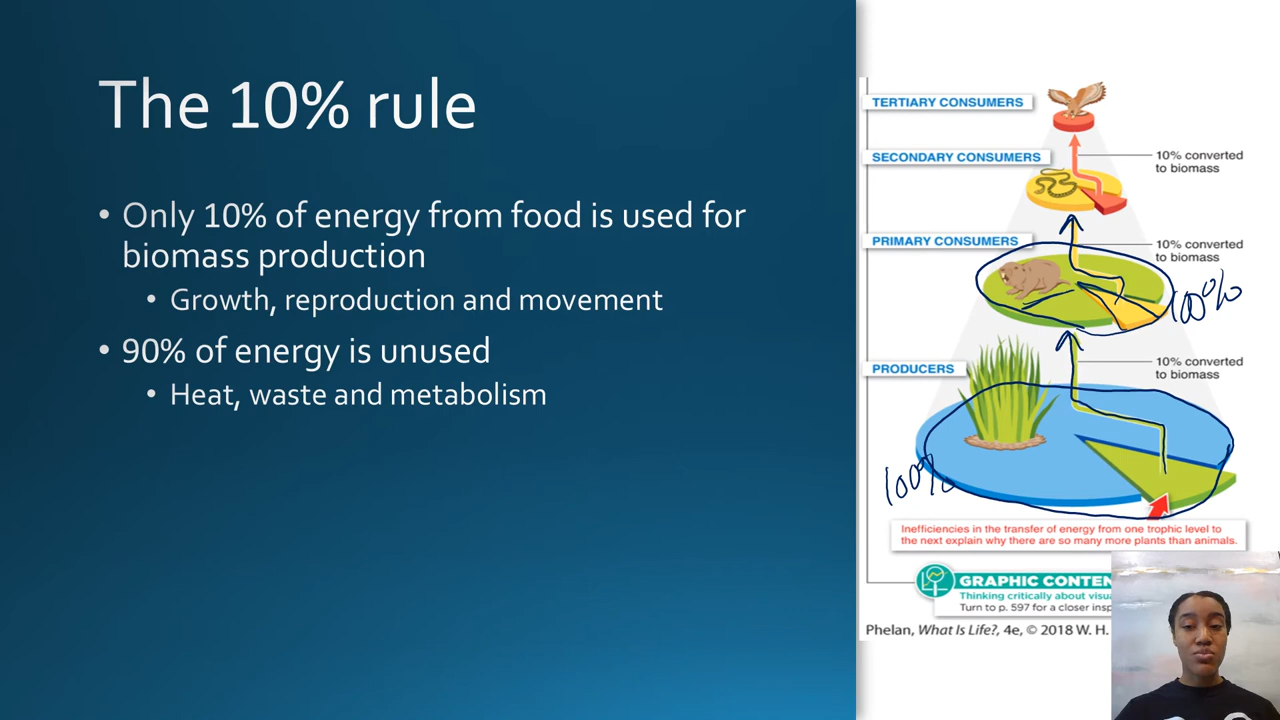 The 10% rule
• Only 10% of energy from food is used for
biomass production
• Growth, reproduction and movement
• 90% of energy is unused
• Heat, waste and metabolism
TERTIARY CONSUMERS
SECONDARY CONSUMERS
10% converted
to biomass
PRIMARY CONSUMERS
10% converted
to biomass
100%
PRODUCERS
10% converted
to biomass
100%
Inefficiencies in the transfer of energy from one trophic level to
the next explain why there are so many more plants than animals.
GRAPHIC CONTEN
Thinking critically about visua
Turn to p. 597 for a closer insp
Phelan, What Is Life?, 4e, © 2018 W. H.